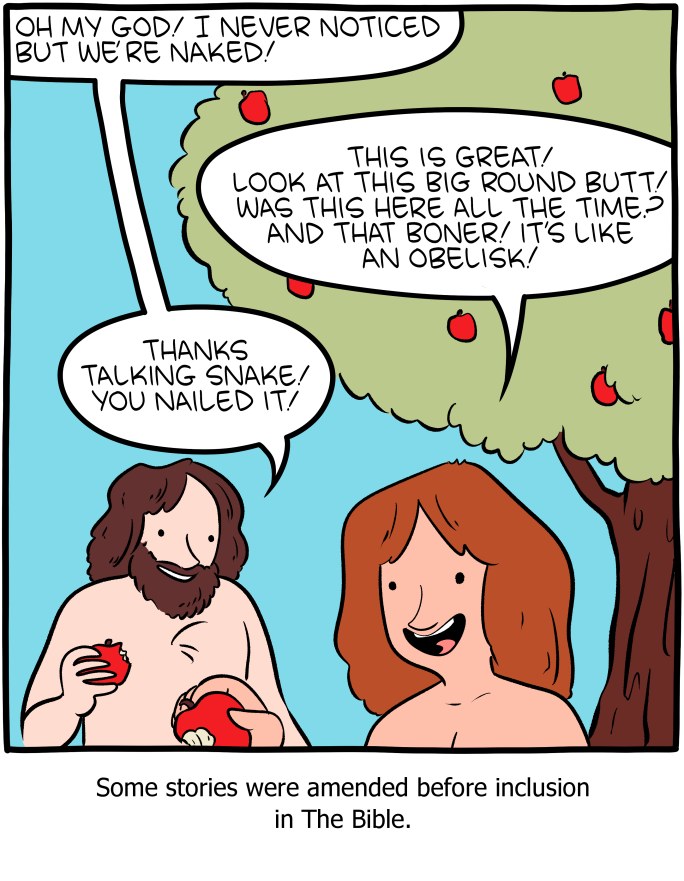 OH MY GOD! I NEVER NOTICED
BUT WE'RE NAKED!
THIS IS GREAT!
LOOK AT THIS BIG ROUND BUTT!
WAS THIS HERE ALL THE TIME?
AND THAT BONER! IT'S LIKE
AN OBELISK!
THANKS
TALKING SNAKE!
YOU NAILED IT!
Some stories were amended before inclusion
in The Bible.